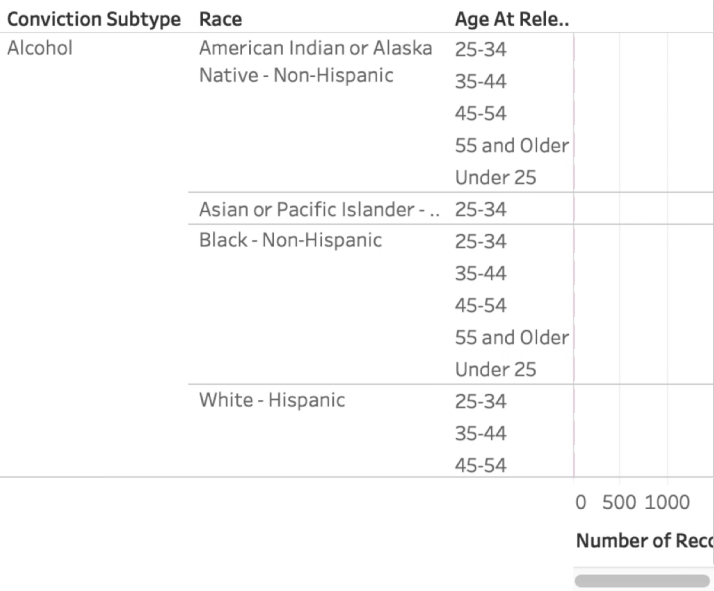 Conviction Subtype Race Age At Rele..
Alcohol American Indian or Alaska 25-34
Native - Non-Hispanic
35-44
45-54
55 and Older
Under 25
Asian or Pacific Islander - .. 25-34
Black - Non-Hispanic 25-34
35-44
45-54
55 and Older
Under 25
White - Hispanic 25-34
35-44
45-54
0 500 1000
Number of Reco